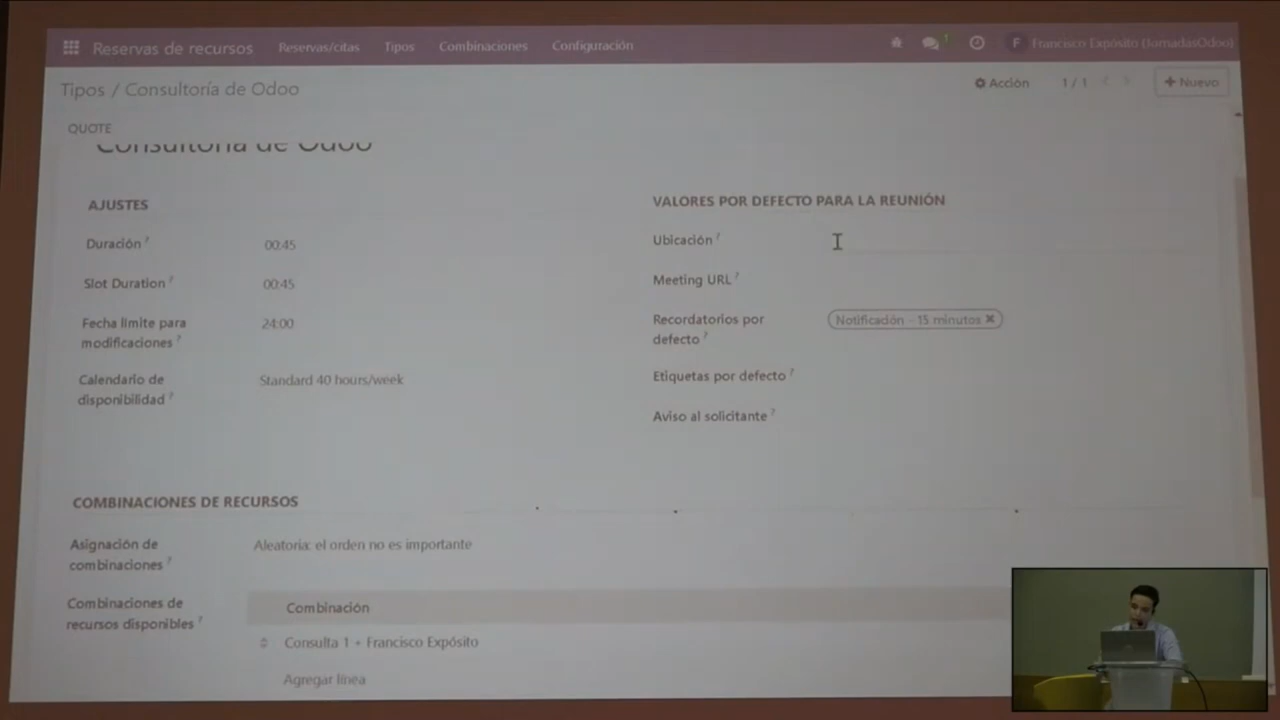 Reservas de recursos Reservas/citas Tipos Combinaciones Configuración 1 F Francisco Expósito (JornadasOdoo)
Tipos / Consultoría de Odoo Acción 1 / 1 + Nuevo
QUOTE
Consultoría de Odoo
AJUSTES
Duración ? 00:45
Slot Duration ? 00:45
Fecha límite para
modificaciones ? 24:00
Calendario de
disponibilidad ? Standard 40 hours/week
VALORES POR DEFECTO PARA LA REUNIÓN
Ubicación ?
Meeting URL ?
Recordatorios por
defecto ? Notificación - 15 minutos ✖
Etiquetas por defecto ?
Aviso al solicitante ?
COMBINACIONES DE RECURSOS
Asignación de
combinaciones ? Aleatoria: el orden no es importante
Combinaciones de
recursos disponibles ?
Combinación
Consulta 1 + Francisco Expósito
Agregar línea